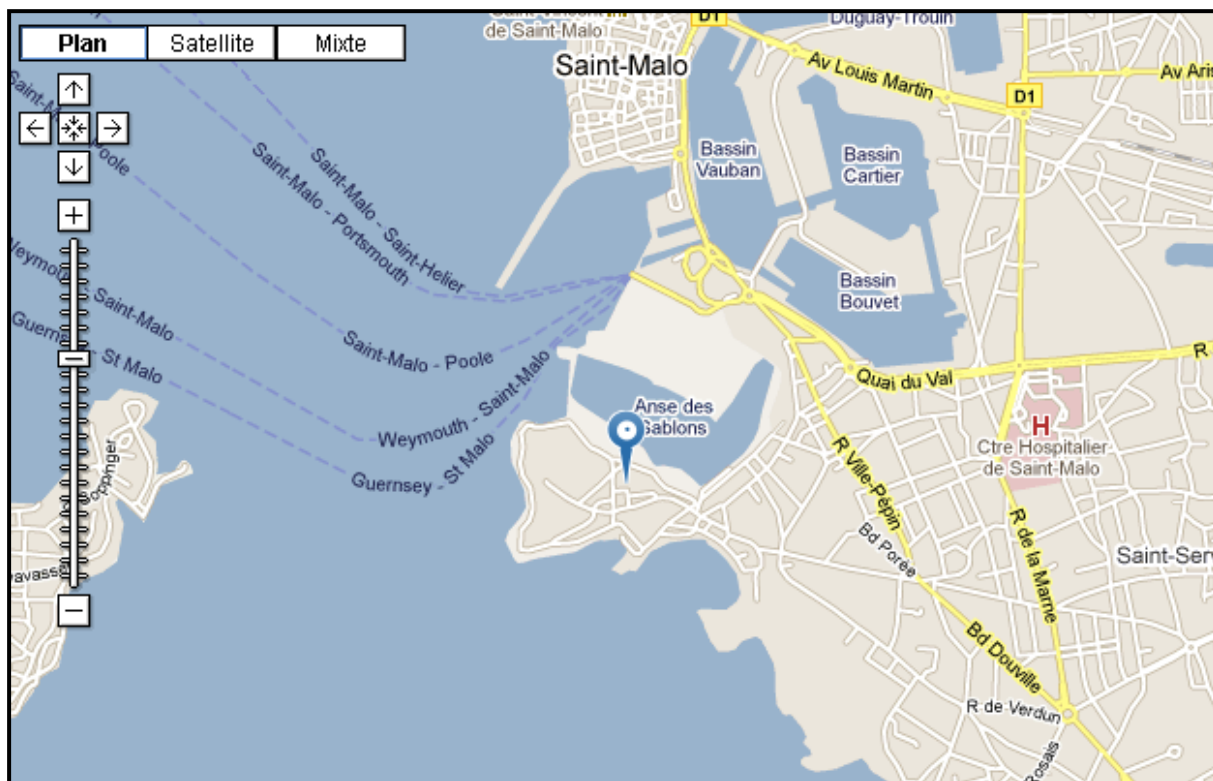 Plan
Satellite
Mixte
de Saint-Malo
Saint-Malo
D1
Duguay-Trouin
Av Louis Martin
D1
Av Aris
Bassin
Vauban
Bassin
Cartier
Bassin
Bouvet
Saint-Malo - Saint-Helier
Saint-Malo - Portsmouth
Poole
Saint-Malo - Poole
Weymouth - Saint-Malo
Saint-Malo
Guernsey - St Malo
St Malo
Quai du Val
R
Anse des
Sablons
H
Ctre Hospitalier
de Saint-Malo
R Ville-Pépin
Bd Porée
R de la Marne
Saint-Serv
Bd Douville
R de Verdun
Rosais